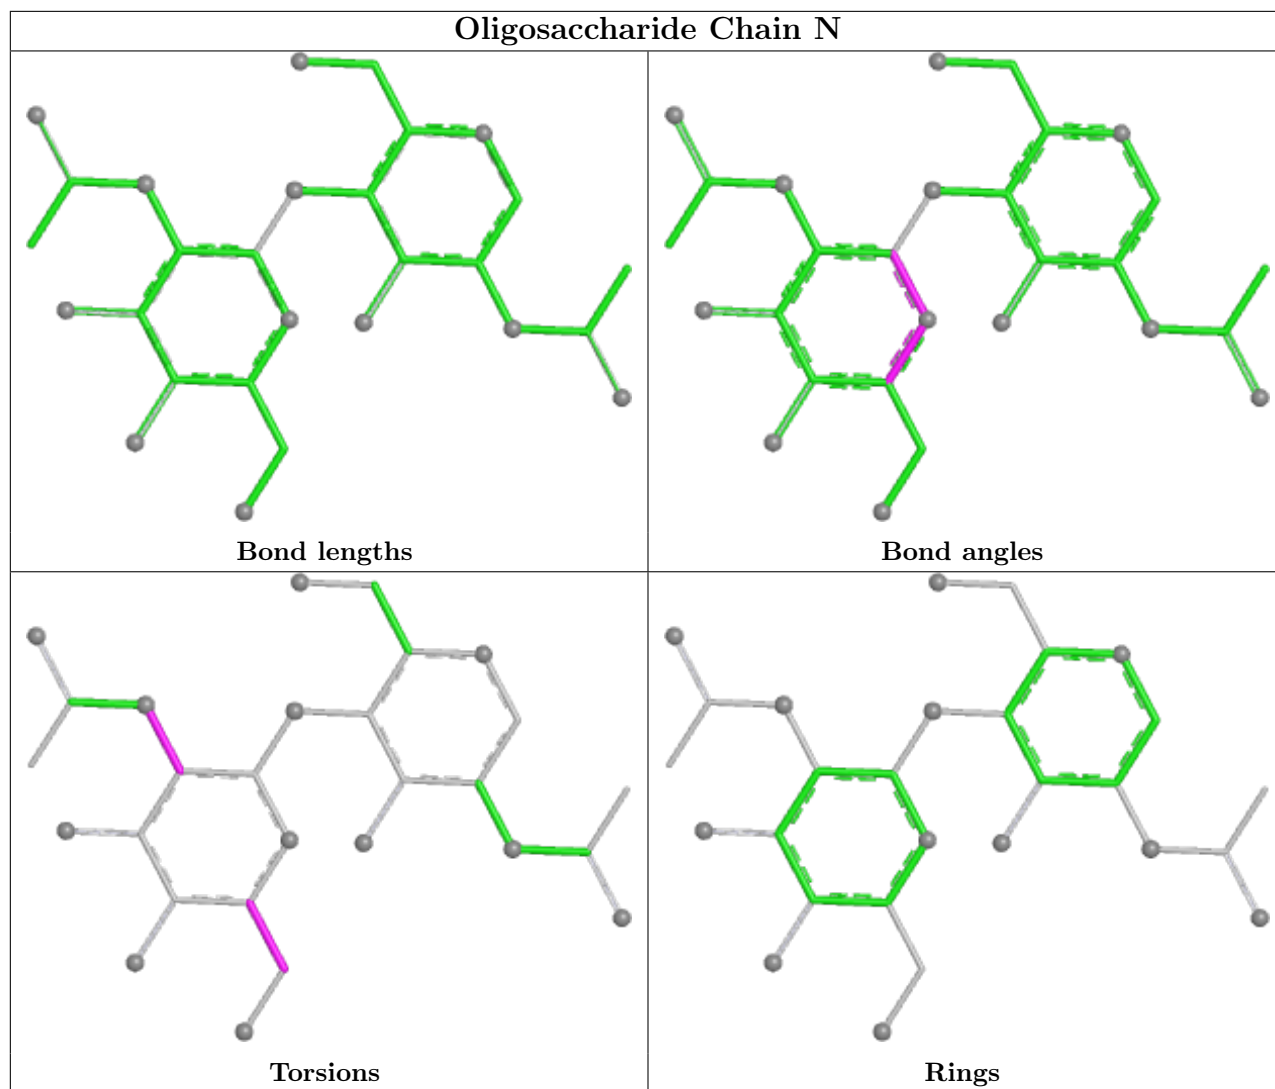 Oligosaccharide Chain N
Bond lengths
Bond angles
Torsions
Rings